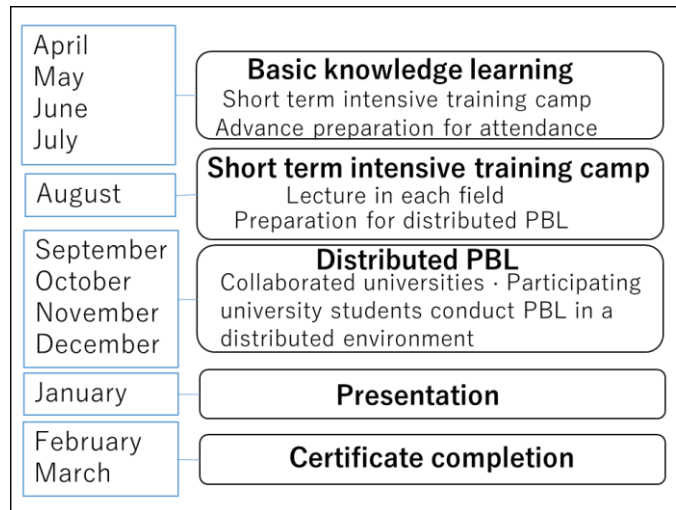 April
May
June
July
Basic knowledge learning
Short term intensive training camp
Advance preparation for attendance
August
Short term intensive training camp
Lecture in each field
Preparation for distributed PBL
September
October
November
December
Distributed PBL
Collaborated universities · Participating
university students conduct PBL in a
distributed environment
January
Presentation
February
March
Certificate completion